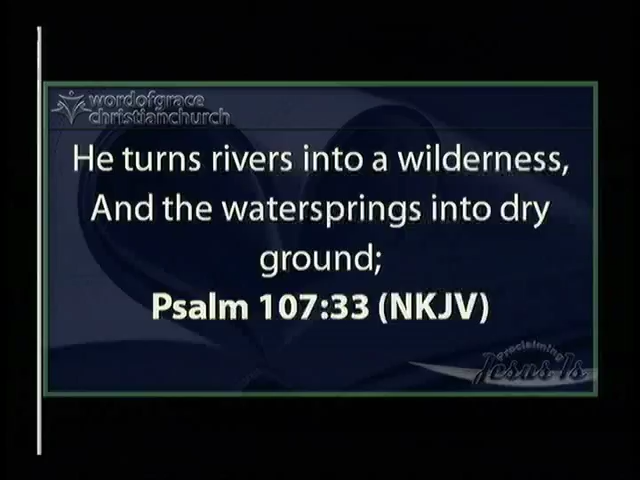 wordofgrace
christianchurch
He turns rivers into a wilderness,
And the watersprings into dry
ground;
Psalm 107:33 (NKJV)
Proclaiming
Jesus Is